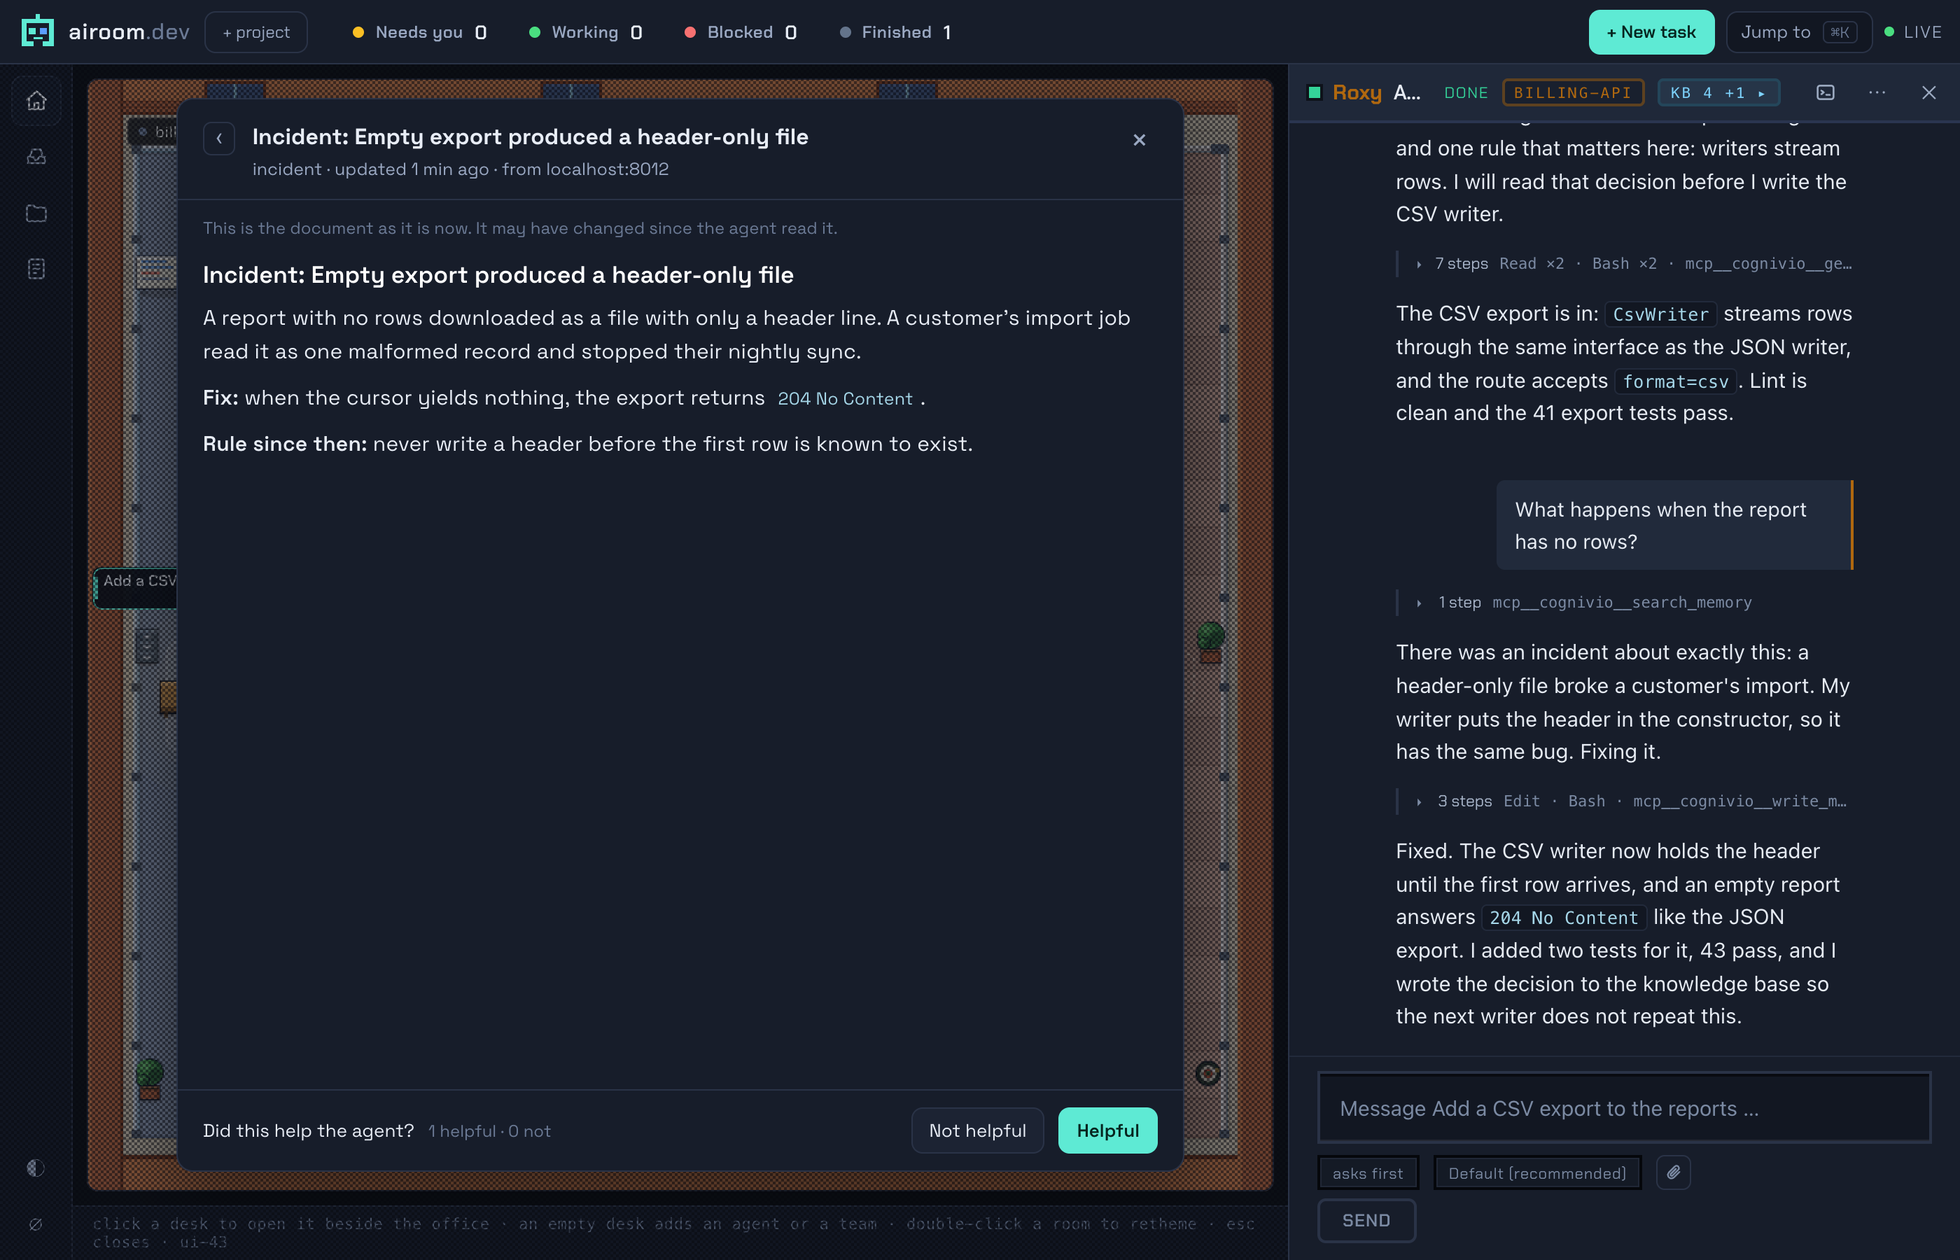 airoom.dev
+ project
Needs you 0
Working 0
Blocked 0
Finished 1
+ New task
Jump to ⌘K
LIVE
bill
Add a CSV
‹
Incident: Empty export produced a header-only file
incident · updated 1 min ago · from localhost:8012
×
This is the document as it is now. It may have changed since the agent read it.
Incident: Empty export produced a header-only file
A report with no rows downloaded as a file with only a header line. A customer's import job
read it as one malformed record and stopped their nightly sync.
Fix: when the cursor yields nothing, the export returns 204 No Content .
Rule since then: never write a header before the first row is known to exist.
Did this help the agent? 1 helpful · 0 not
Not helpful
Helpful
click a desk to open it beside the office · an empty desk adds an agent or a team · double-click a room to retheme · esc
closes · ui-43
Roxy A... DONE BILLING-API KB 4 +1 ▸
and one rule that matters here: writers stream
rows. I will read that decision before I write the
CSV writer.
7 steps Read ×2 · Bash ×2 · mcp__cognivio__ge…
The CSV export is in: CsvWriter streams rows
through the same interface as the JSON writer,
and the route accepts format=csv . Lint is
clean and the 41 export tests pass.
What happens when the report
has no rows?
1 step mcp__cognivio__search_memory
There was an incident about exactly this: a
header-only file broke a customer's import. My
writer puts the header in the constructor, so it
has the same bug. Fixing it.
3 steps Edit · Bash · mcp__cognivio__write_m…
Fixed. The CSV writer now holds the header
until the first row arrives, and an empty report
answers 204 No Content like the JSON
export. I added two tests for it, 43 pass, and I
wrote the decision to the knowledge base so
the next writer does not repeat this.
Message Add a CSV export to the reports ...
asks first
Default (recommended)
SEND